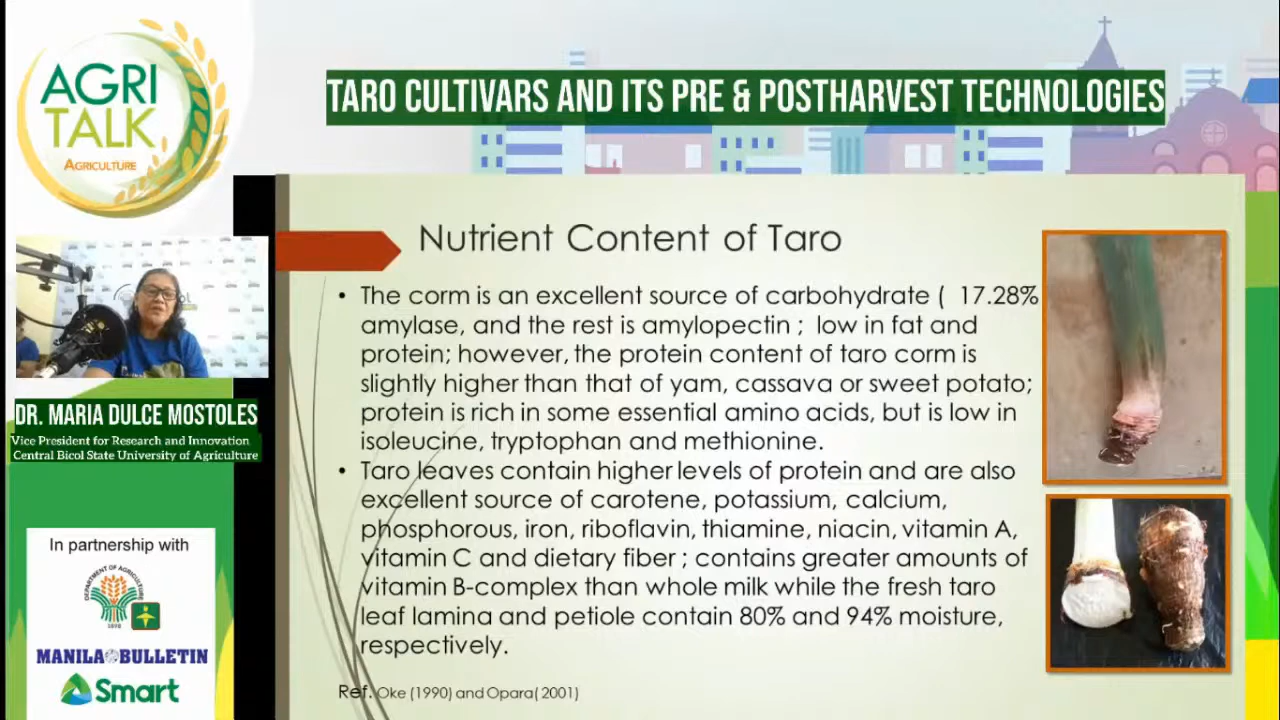 AGRI
TALK
AGRICULTURE
TARO CULTIVARS AND ITS PRE & POSTHARVEST TECHNOLOGIES
DR. MARIA DULCE MOSTOLES
Vice President for Research and Innovation
Central Bicol State University of Agriculture
In partnership with
DEPARTMENT OF AGRICULTURE
1898
MANILA BULLETIN
Smart
Nutrient Content of Taro
• The corm is an excellent source of carbohydrate ( 17.28%
amylase, and the rest is amylopectin ; low in fat and
protein; however, the protein content of taro corm is
slightly higher than that of yam, cassava or sweet potato;
protein is rich in some essential amino acids, but is low in
isoleucine, tryptophan and methionine.
• Taro leaves contain higher levels of protein and are also
excellent source of carotene, potassium, calcium,
phosphorous, iron, riboflavin, thiamine, niacin, vitamin A,
vitamin C and dietary fiber ; contains greater amounts of
vitamin B-complex than whole milk while the fresh taro
leaf lamina and petiole contain 80% and 94% moisture,
respectively.
Ref. Oke (1990) and Opara( 2001)